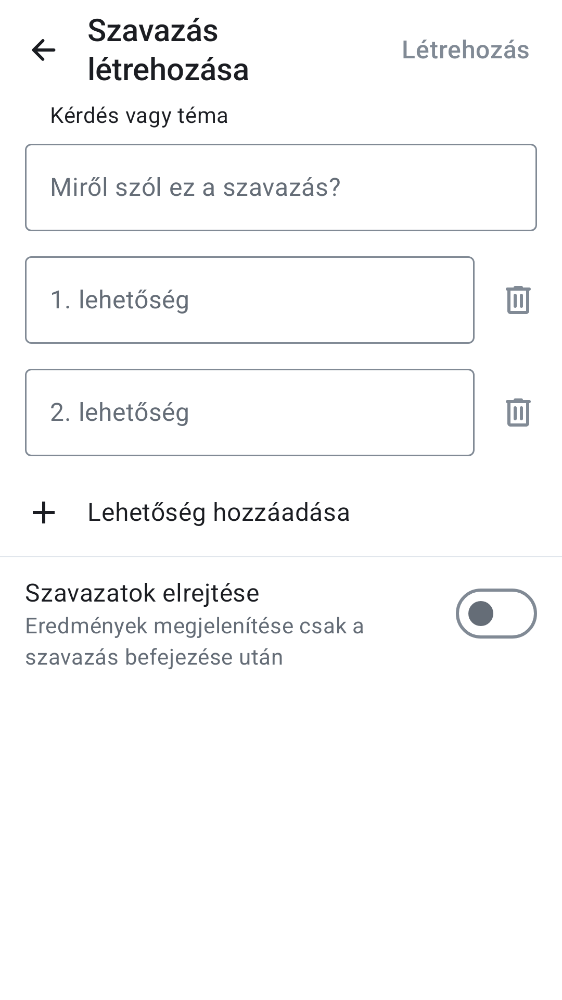 Szavazás
létrehozása
Létrehozás
Kérdés vagy téma
Miről szól ez a szavazás?
1. lehetőség
2. lehetőség
Lehetőség hozzáadása
Szavazatok elrejtése
Eredmények megjelenítése csak a
szavazás befejezése után